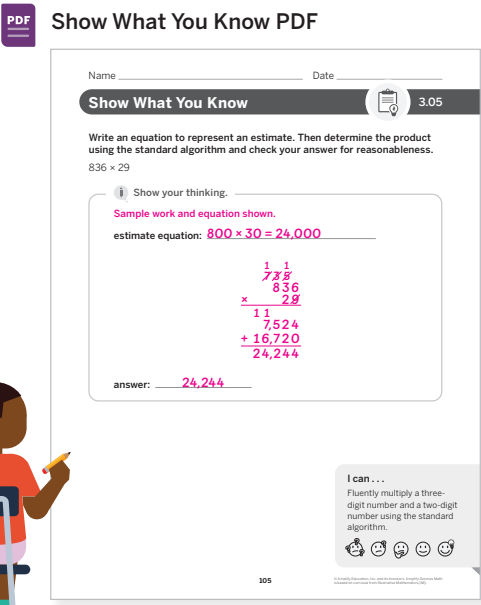 PDF
Show What You Know PDF
Name
Date
Show What You Know
3.05
Write an equation to represent an estimate. Then determine the product
using the standard algorithm and check your answer for reasonableness.
836 × 29
Show your thinking.
Sample work and equation shown.
estimate equation: 800 × 30 = 24,000
1 1
7 3 5
836
× 29
1 1
7,524
+ 16,720
24,244
answer: 24,244
I can . . .
Fluently multiply a three-
digit number and a two-digit
number using the standard
algorithm.
105